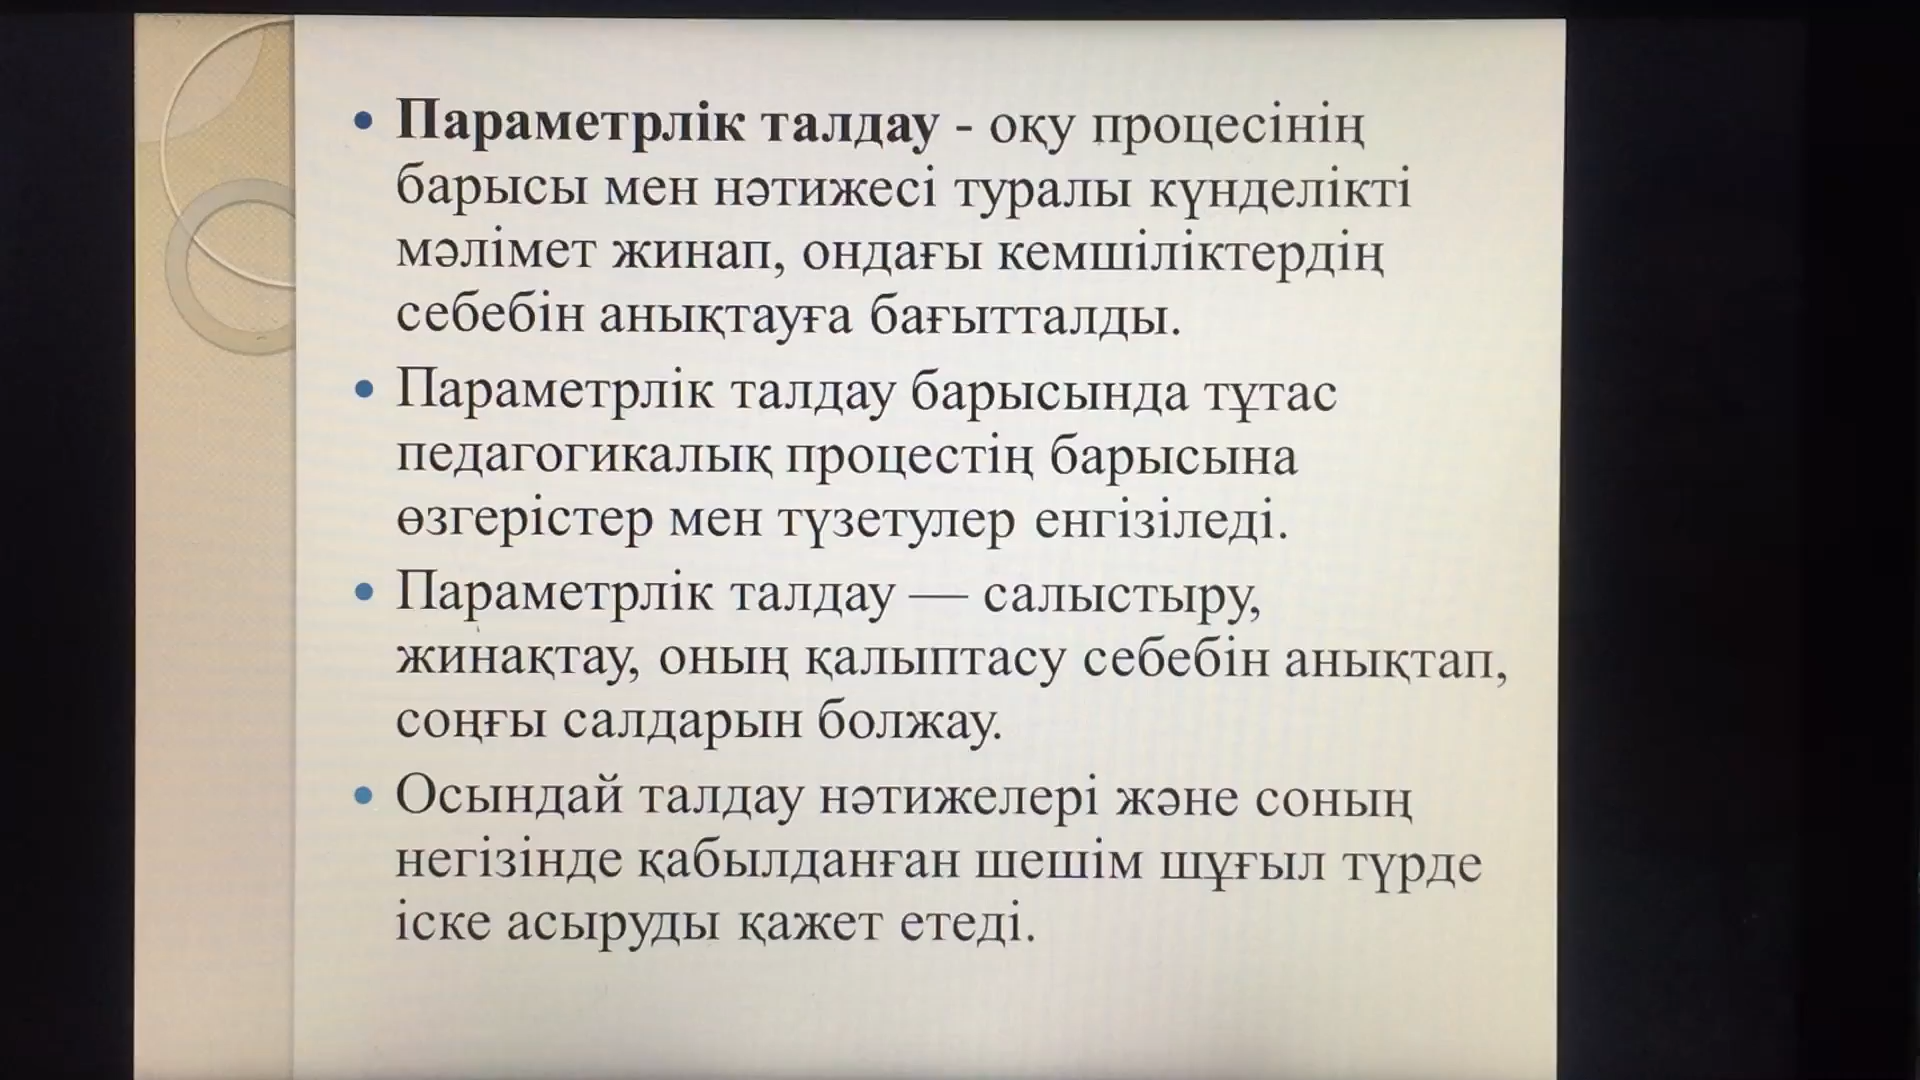 • Параметрлік талдау - оқу процесінің
барысы мен нәтижесі туралы күнделікті
мәлімет жинап, ондағы кемшіліктердің
себебін анықтауға бағытталды.
• Параметрлік талдау барысында тұтас
педагогикалық процестің барысына
өзгерістер мен түзетулер енгізіледі.
• Параметрлік талдау — салыстыру,
жинақтау, оның қалыптасу себебін анықтап,
соңғы салдарын болжау.
• Осындай талдау нәтижелері және соның
негізінде қабылданған шешім шұғыл түрде
іске асыруды қажет етеді.